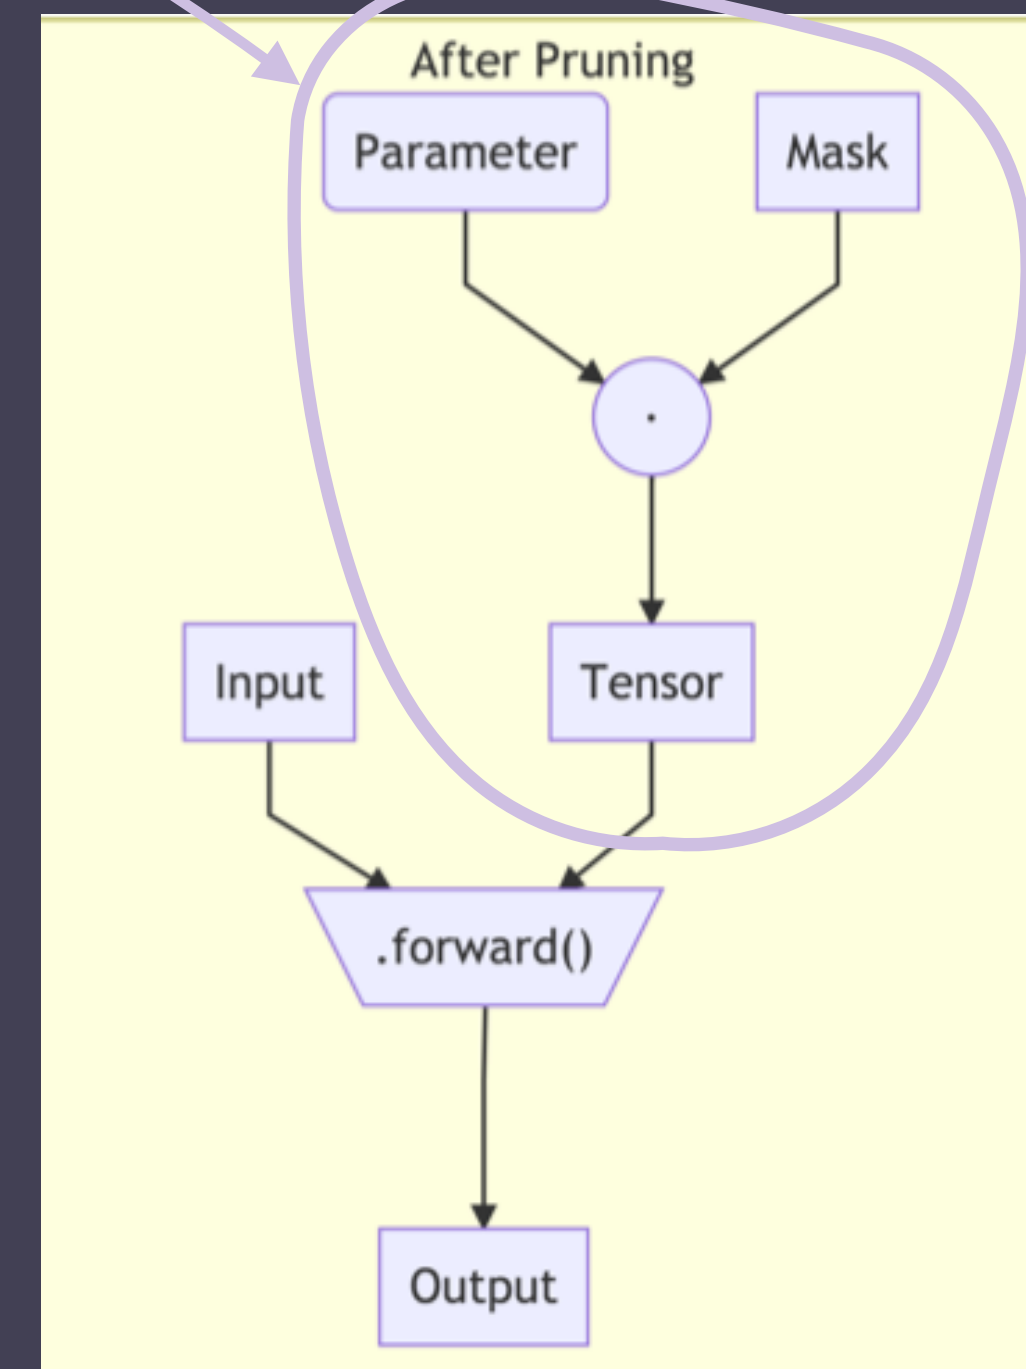 After Pruning
Parameter
Mask
.
Input
Tensor
.forward()
Output